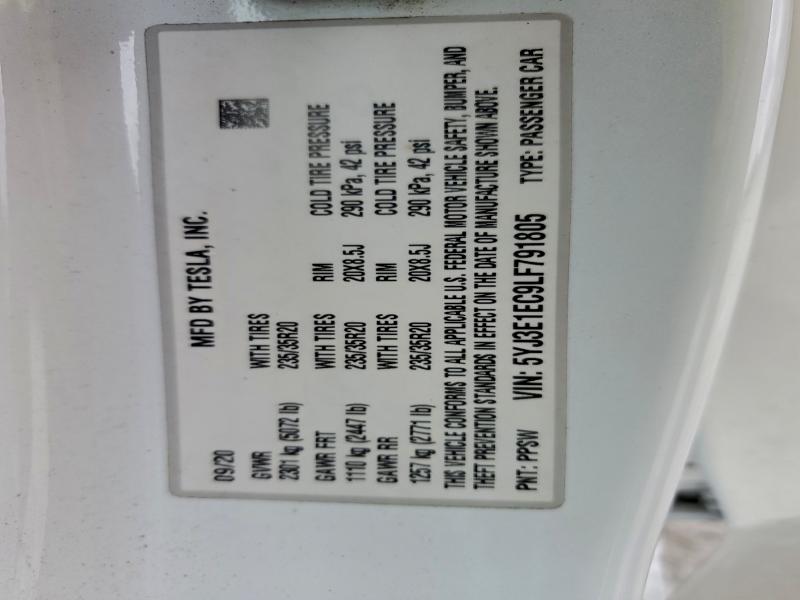 MFD BY TESLA, INC.
09/20
GVWR WITH TIRES
2301 kg (5072 lb) 235/35R20
GAWR FRT WITH TIRES RIM COLD TIRE PRESSURE
1110 kg (2447 lb) 235/35R20 20X8.5J 290 kPa, 42 psi
GAWR RR WITH TIRES RIM COLD TIRE PRESSURE
1257 kg (2771 lb) 235/35R20 20X8.5J 290 kPa, 42 psi
THIS VEHICLE CONFORMS TO ALL APPLICABLE U.S. FEDERAL MOTOR VEHICLE SAFETY, BUMPER, AND
THEFT PREVENTION STANDARDS IN EFFECT ON THE DATE OF MANUFACTURE SHOWN ABOVE.
PNT: PPSW VIN: 5YJ3E1EC9LF791805 TYPE: PASSENGER CAR